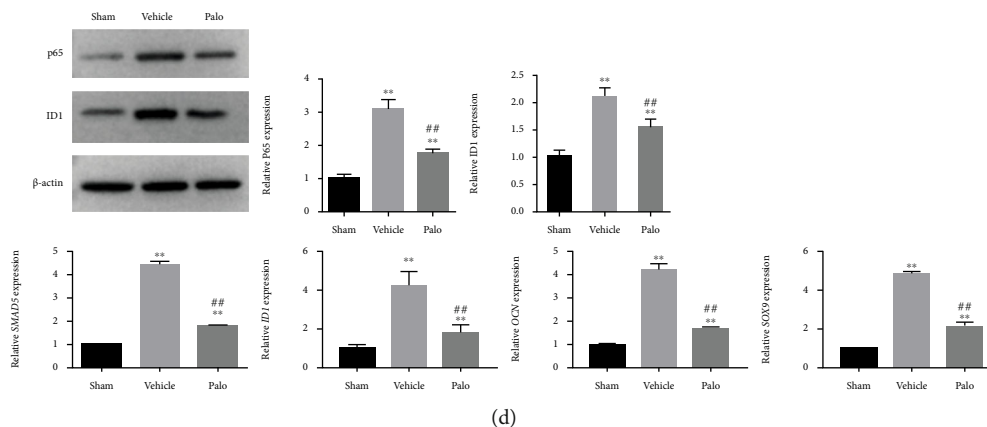 Sham Vehicle Palo
p65
ID1
β-actin
Relative P65 expression
4
3
2
1
0
**
##
**
Sham Vehicle Palo
Relative ID1 expression
2.5
2.0
1.5
1.0
0.5
0.0
**
##
**
Sham Vehicle Palo
Relative SMAD5 expression
5
4
3
2
1
0
**
##
**
Sham Vehicle Palo
Relative ID1 expression
6
4
2
0
**
##
**
Sham Vehicle Palo
Relative OCN expression
5
4
3
2
1
0
**
##
**
Sham Vehicle Palo
Relative SOX9 expression
6
4
2
0
**
##
**
Sham Vehicle Palo
(d)